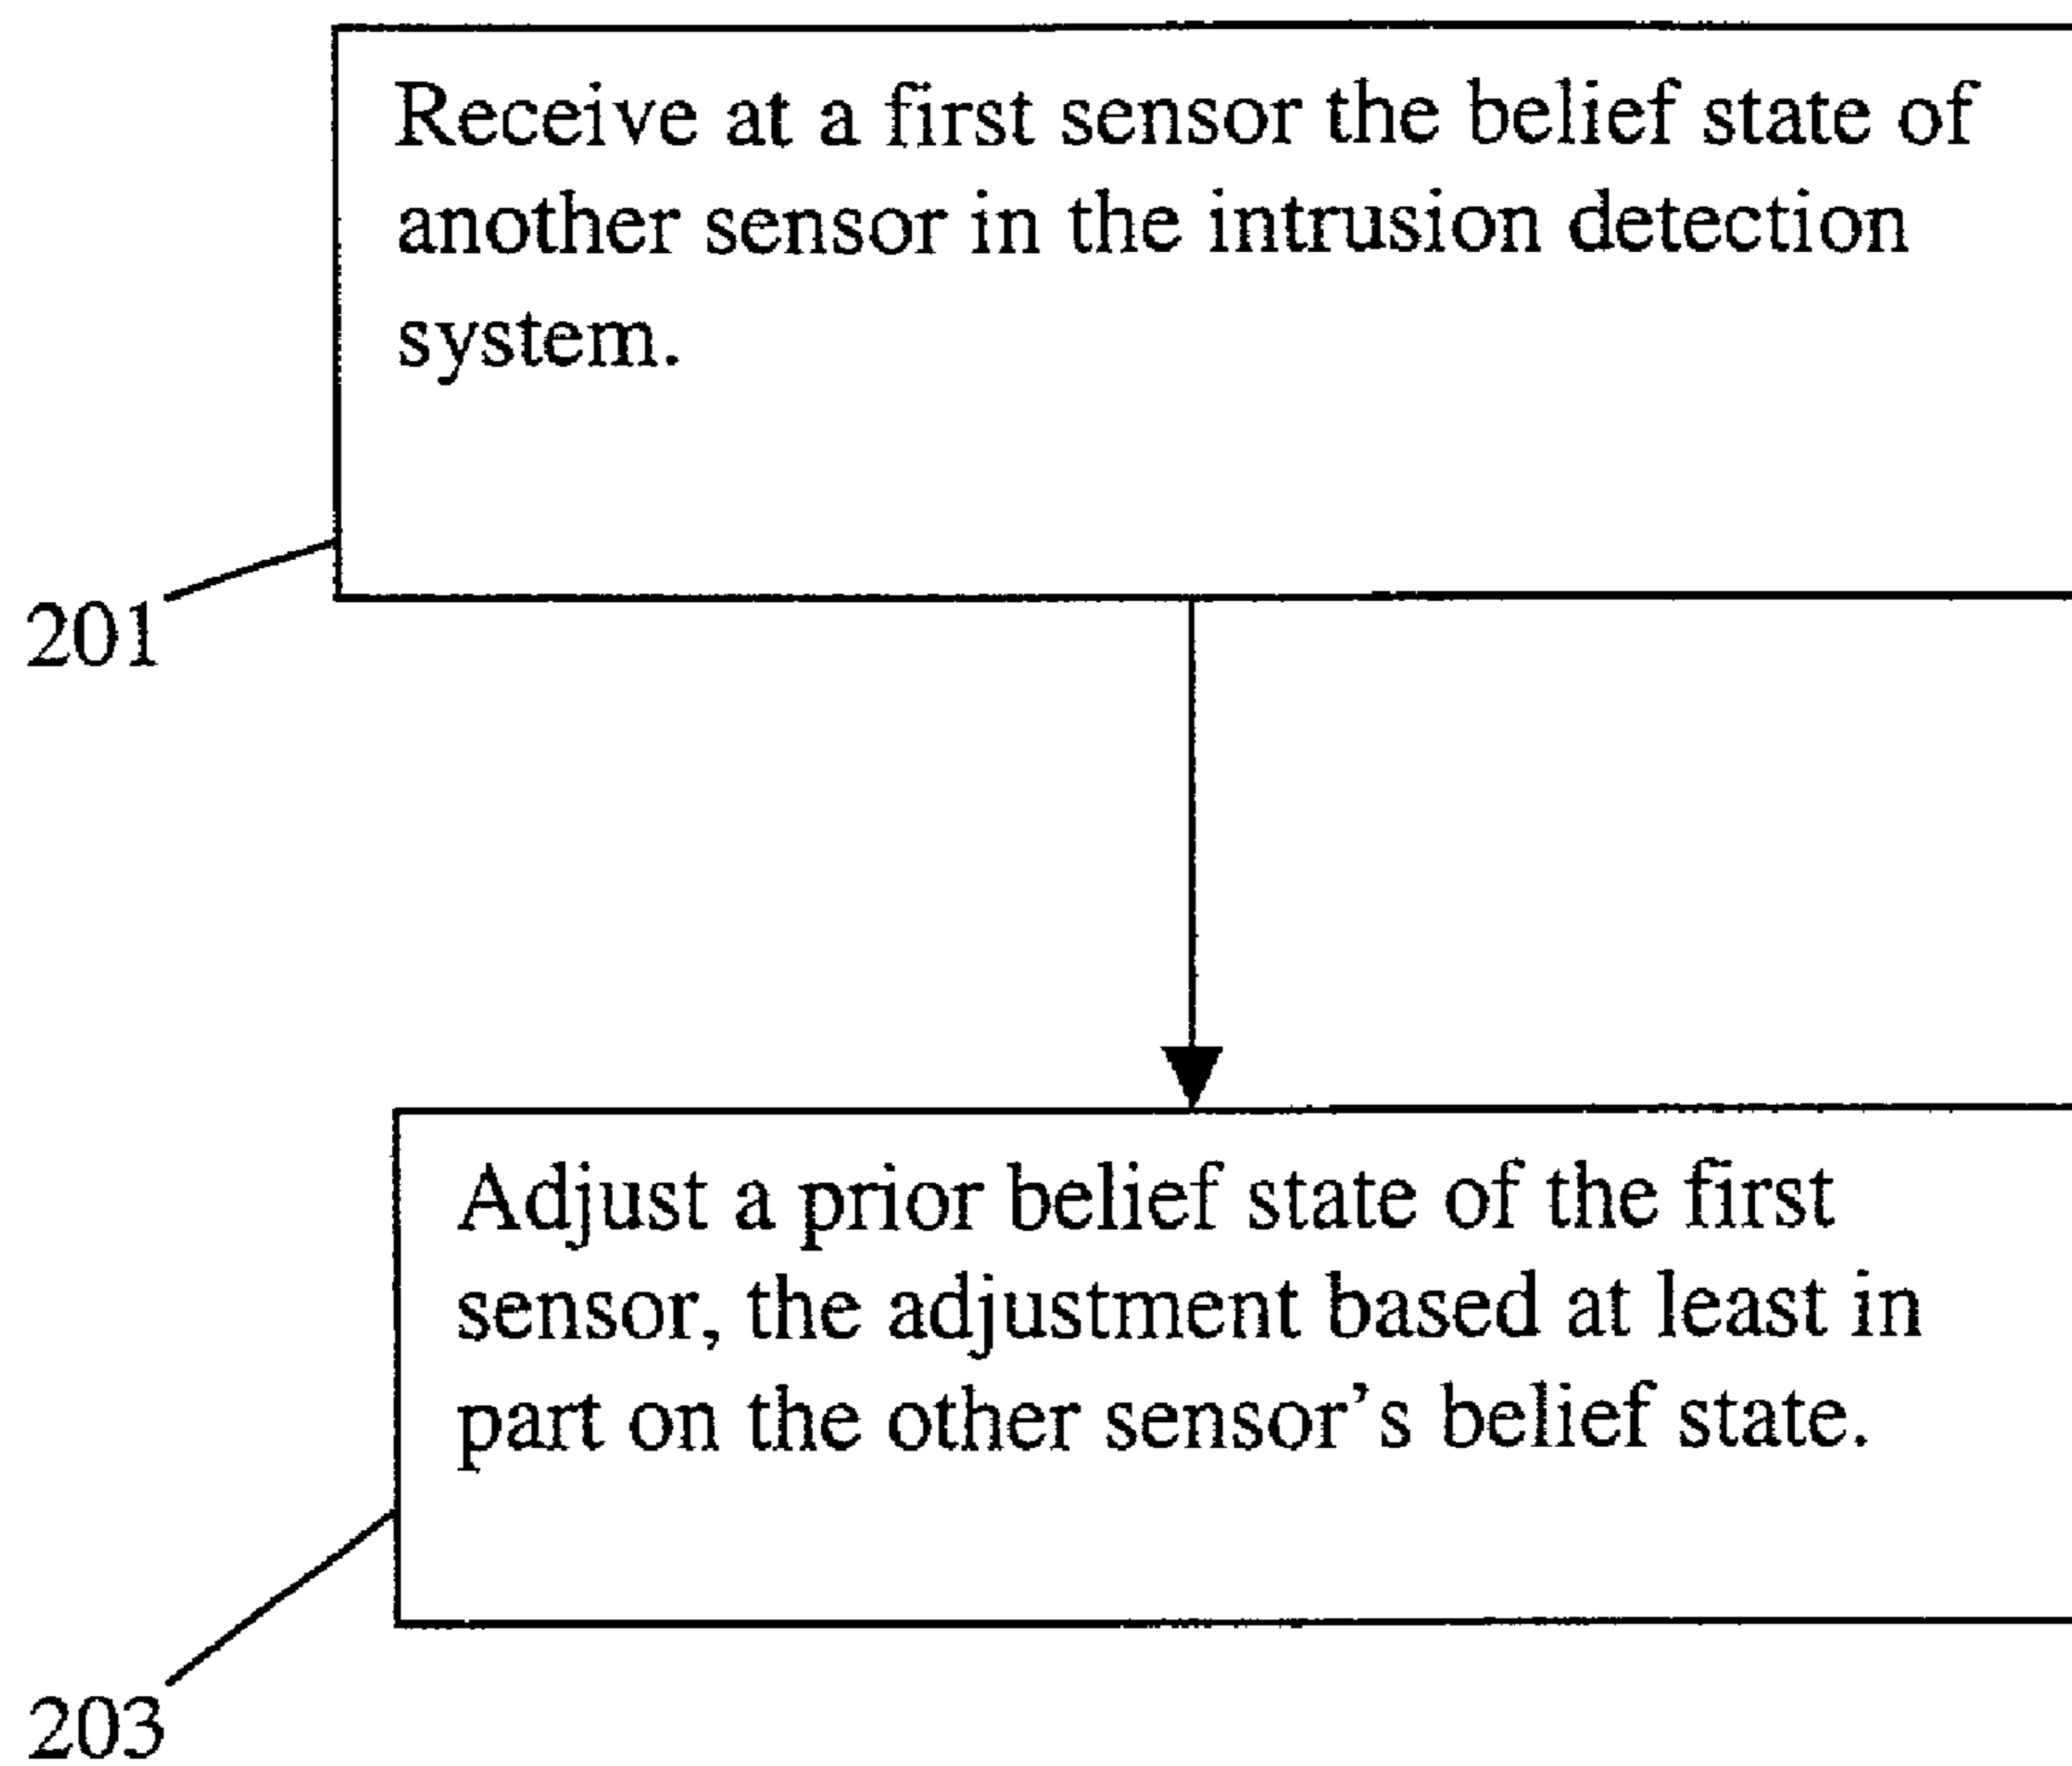 Receive at a first sensor the belief state of
another sensor in the intrusion detection
system.
201
Adjust a prior belief state of the first
sensor, the adjustment based at least in
part on the other sensor's belief state.
203